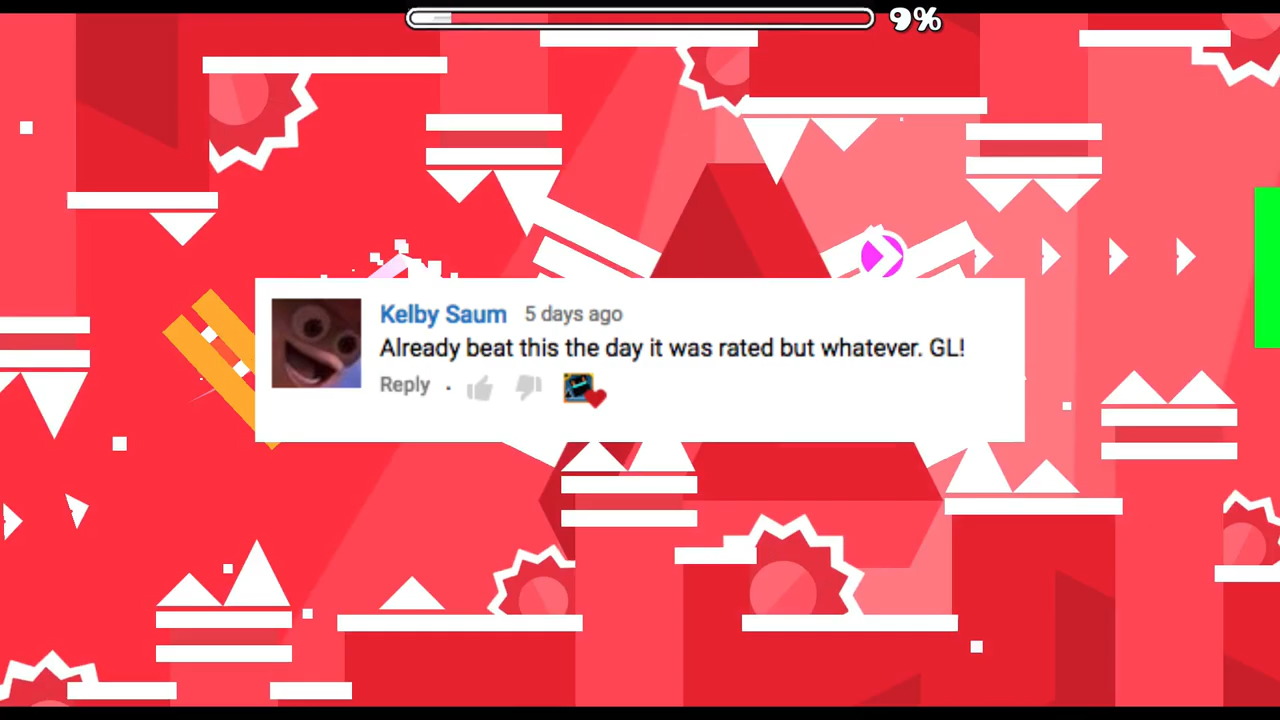 9%
Kelby Saum 5 days ago
Already beat this the day it was rated but whatever. GL!
Reply ·